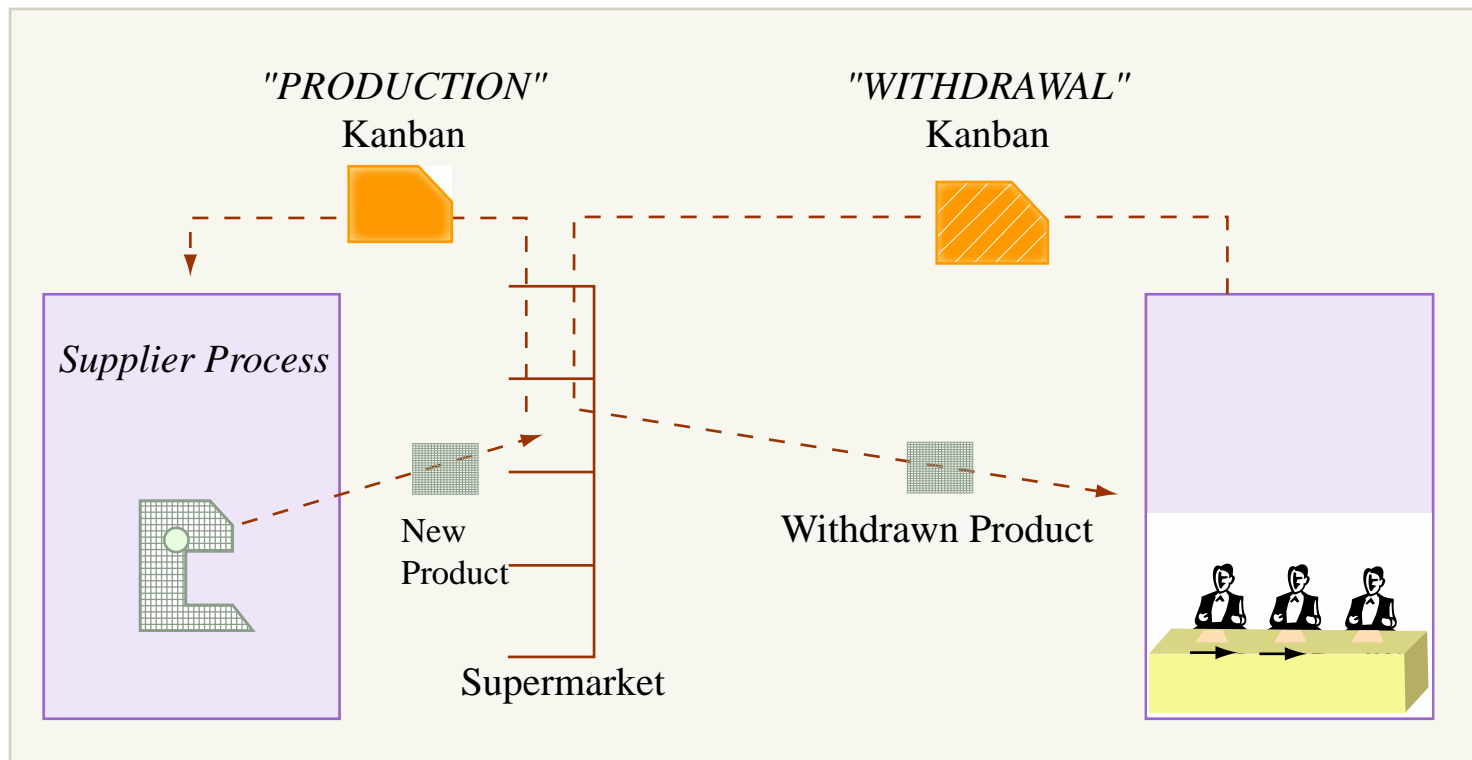 "PRODUCTION"
Kanban
"WITHDRAWAL"
Kanban
Supplier Process
New
Product
Withdrawn Product
Supermarket